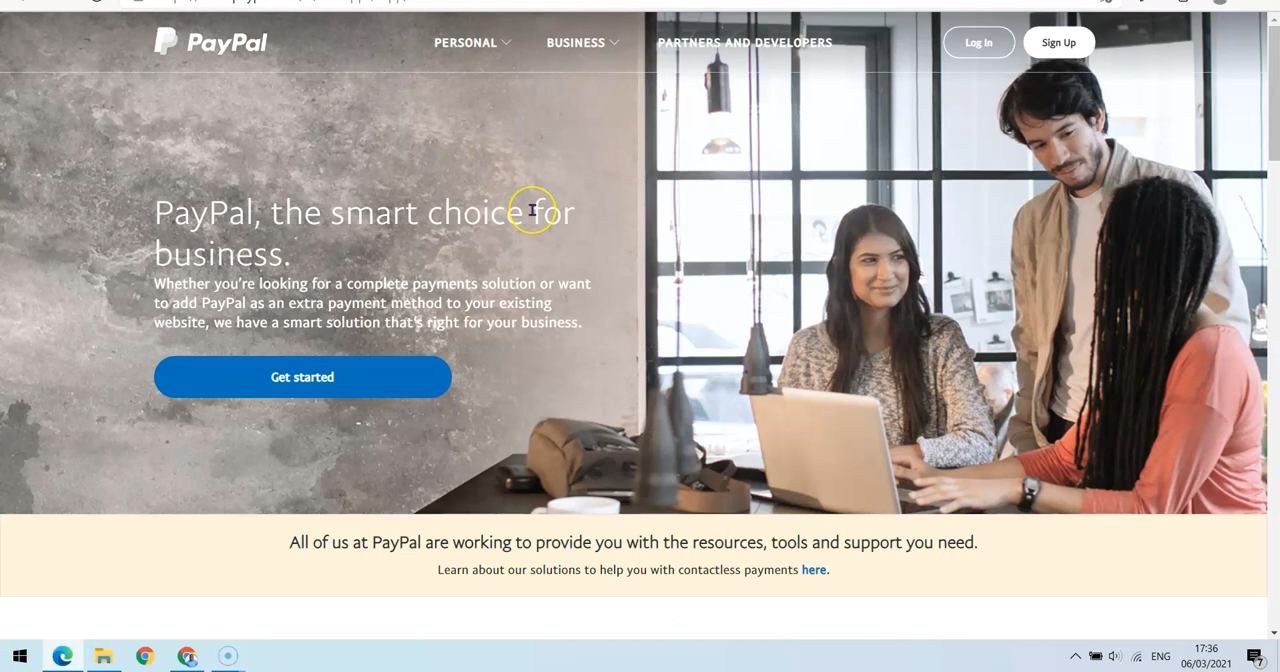 PayPal
PERSONAL
BUSINESS
PARTNERS AND DEVELOPERS
Log In
Sign Up
PayPal, the smart choice for
business.
Whether you're looking for a complete payments solution or want
to add PayPal as an extra payment method to your existing
website, we have a smart solution that's right for your business.
Get started
All of us at PayPal are working to provide you with the resources, tools and support you need.
Learn about our solutions to help you with contactless payments here.
ENG
17:36
06/03/2021
7